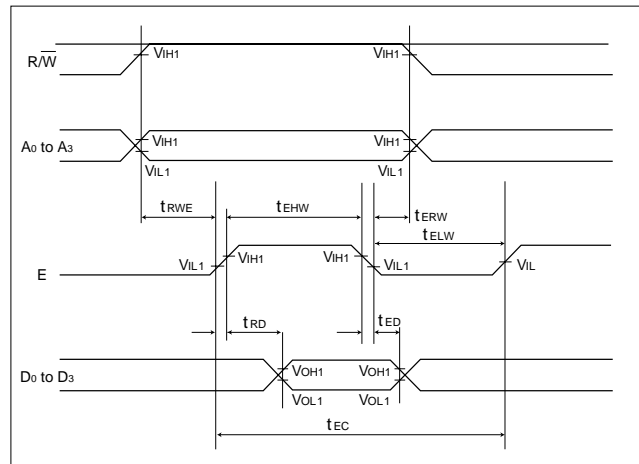 R/W̅
VIH1 VIH1
A0 to A3
VIH1 VIH1
VIL1 VIL1
tRWE tEHW tERW
tELW
E
VIL1 VIH1 VIH1 VIL1 VIL
tRD tED
D0 to D3
VOH1 VOH1
VOL1 VOL1
tEC